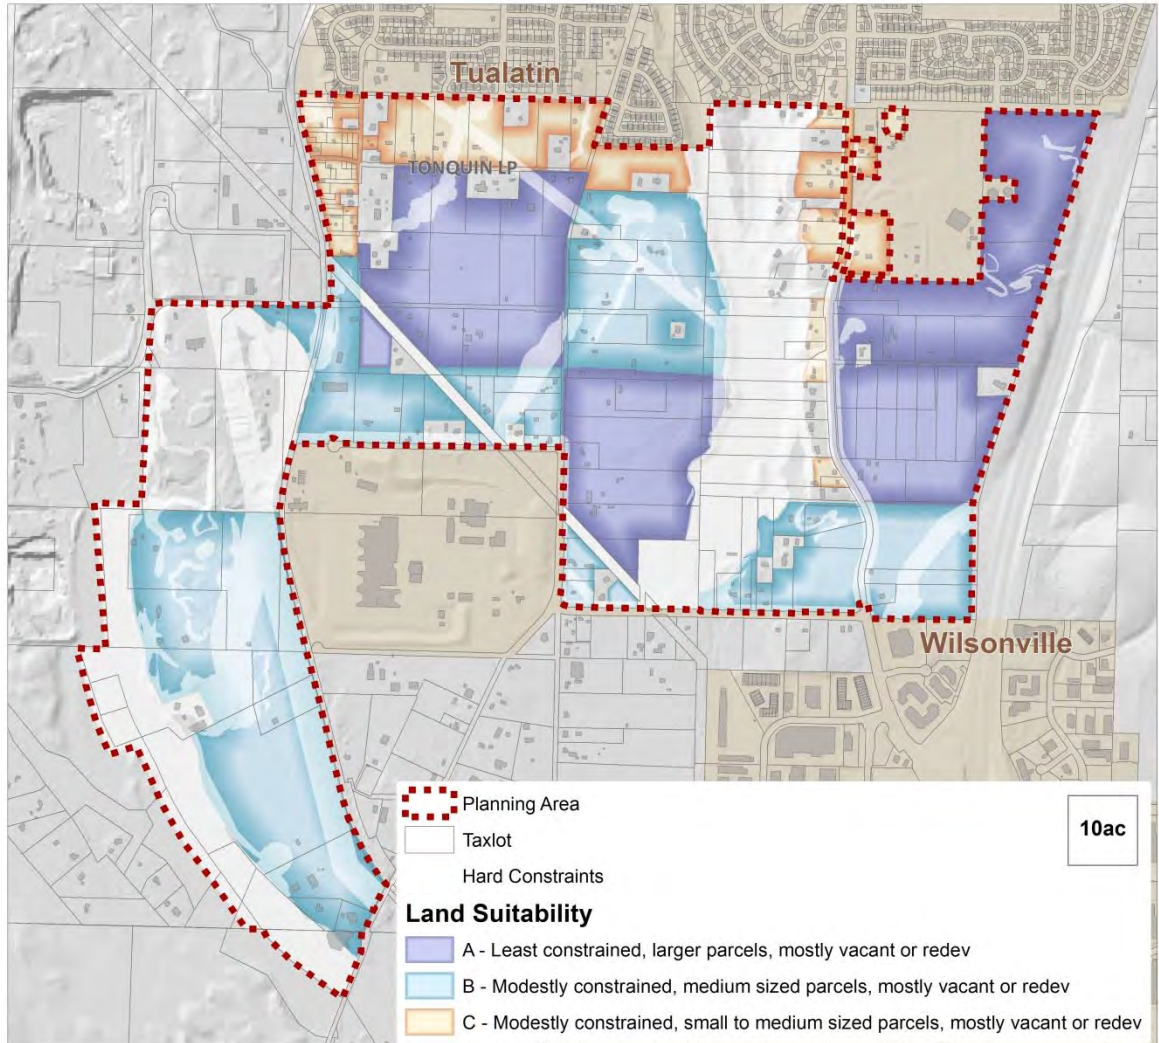 Tualatin
TONQUIN LP
Wilsonville
Planning Area
Taxlot
Hard Constraints
10ac
Land Suitability
A - Least constrained, larger parcels, mostly vacant or redev
B - Modestly constrained, medium sized parcels, mostly vacant or redev
C - Modestly constrained, small to medium sized parcels, mostly vacant or redev